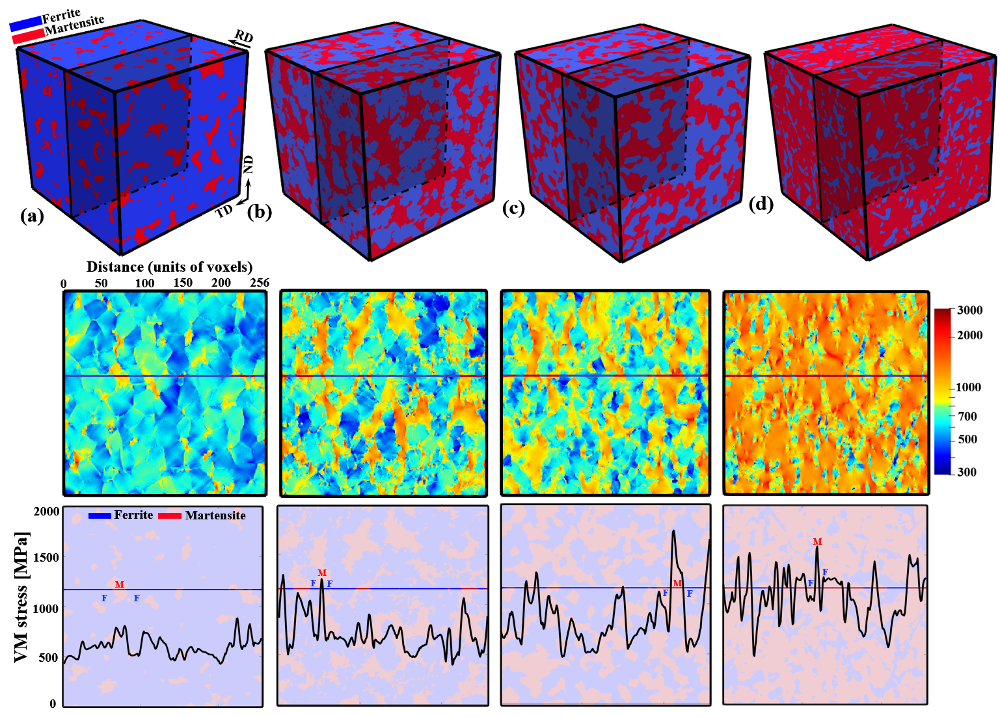 Ferrite
Martensite
RD
ND
TD
(a)
(b)
(c)
(d)
Distance (units of voxels)
0 50 100 150 200 256
3000
2000
1000
700
500
300
VM stress [MPa]
2000
1500
1000
500
0
Ferrite Martensite
M
F F
M
F F
M
F F
M
F F